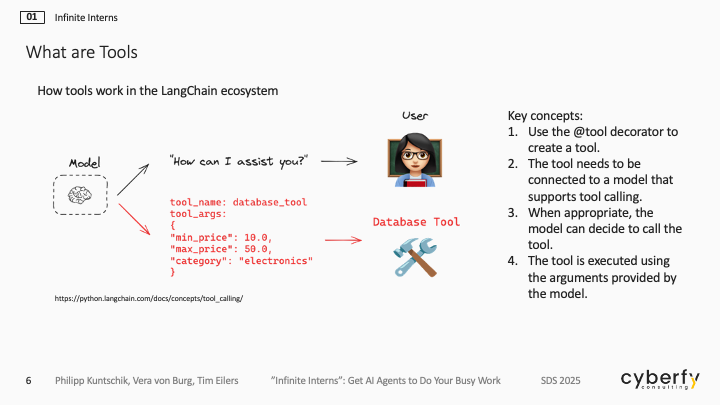 01 Infinite Interns
What are Tools
How tools work in the LangChain ecosystem
Model
"How can I assist you?"
User
tool_name: database_tool
tool_args:
{
"min_price": 10.0,
"max_price": 50.0,
"category": "electronics"
}
Database Tool
https://python.langchain.com/docs/concepts/tool_calling/
Key concepts:
1. Use the @tool decorator to
create a tool.
2. The tool needs to be
connected to a model that
supports tool calling.
3. When appropriate, the
model can decide to call the
tool.
4. The tool is executed using
the arguments provided by
the model.
6 Philipp Kuntschik, Vera von Burg, Tim Eilers ”Infinite Interns”: Get AI Agents to Do Your Busy Work SDS 2025
cyberfy
consulting